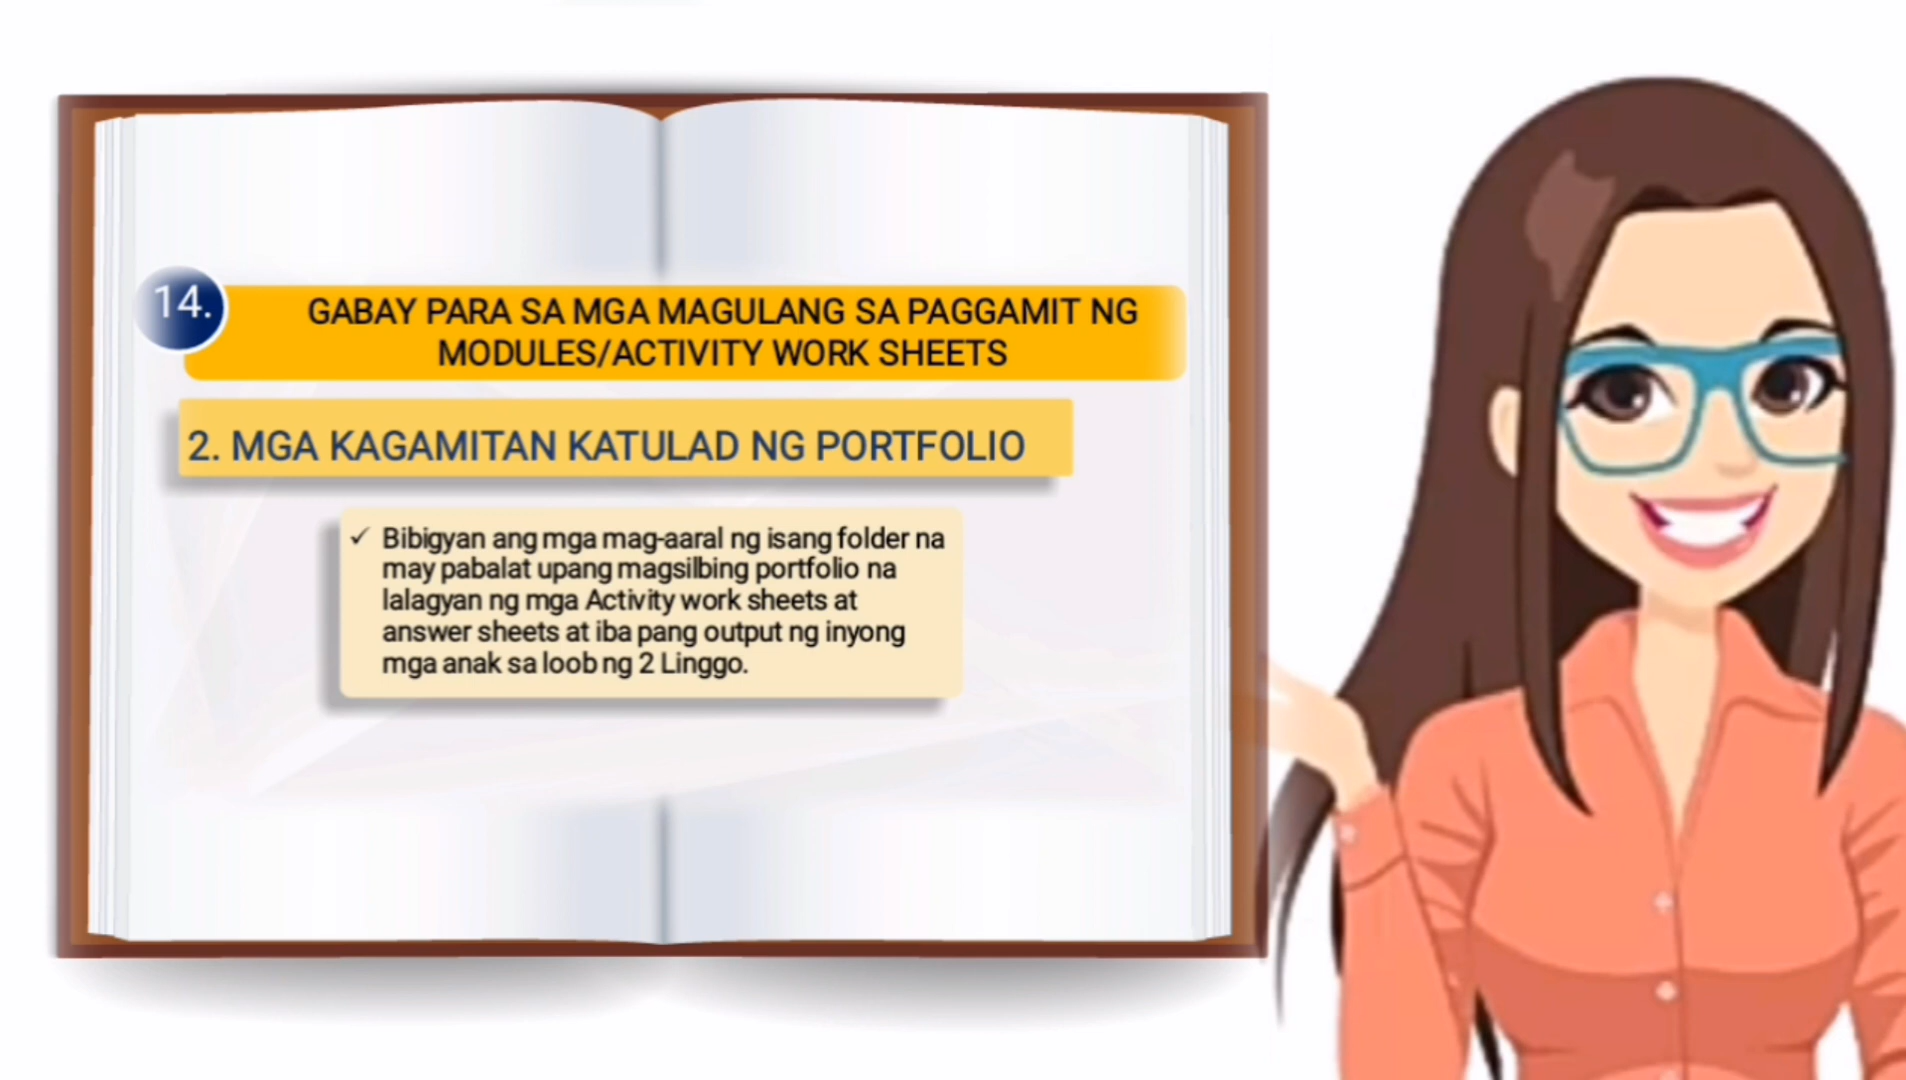 14.
GABAY PARA SA MGA MAGULANG SA PAGGAMIT NG
MODULES/ACTIVITY WORK SHEETS
2. MGA KAGAMITAN KATULAD NG PORTFOLIO
✓ Bibigyan ang mga mag-aaral ng isang folder na
may pabalat upang magsilbing portfolio na
lalagyan ng mga Activity work sheets at
answer sheets at iba pang output ng inyong
mga anak sa loob ng 2 Linggo.